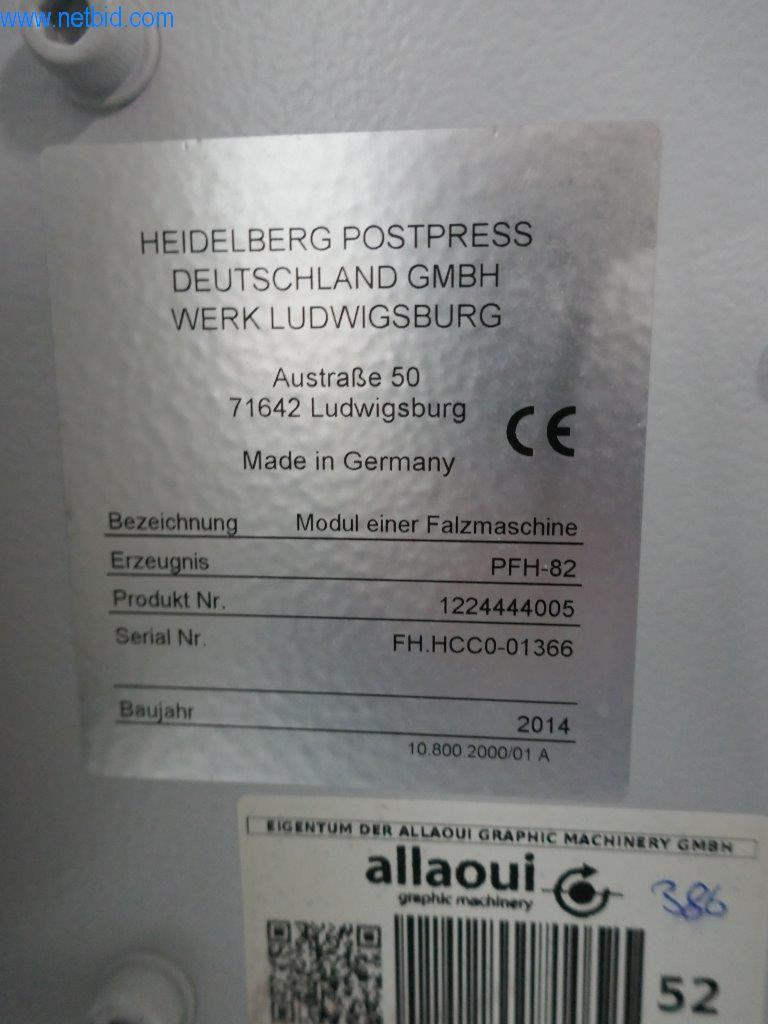 www.netbid.com
HEIDELBERG POSTPRESS
DEUTSCHLAND GMBH
WERK LUDWIGSBURG
Austraße 50
71642 Ludwigsburg
CE
Made in Germany
Bezeichnung Modul einer Falzmaschine
Erzeugnis PFH-82
Produkt Nr. 1224444005
Serial Nr. FH.HCC0-01366
Baujahr 2014
10.800.2000/01 A
EIGENTUM DER ALLAOUI GRAPHIC MACHINERY GMBH
allaoui
graphic machinery
386
52